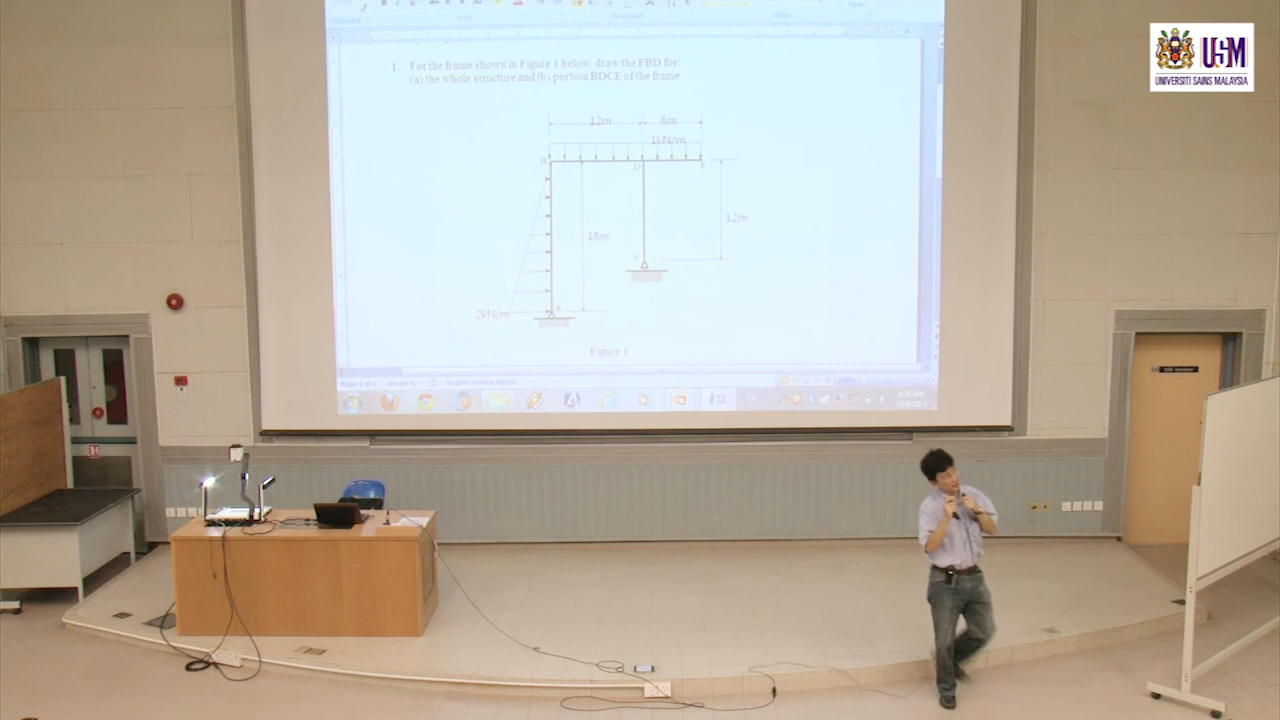 USM
UNIVERSITI SAINS MALAYSIA
1 For the frame shown in Figure 1 below, draw the FBD for:
(a) the whole structure and (b) portion BDCE of the frame
12m
6m
1kN/m
B
D
E
18m
12m
C
2kN/m
A
Figure 1